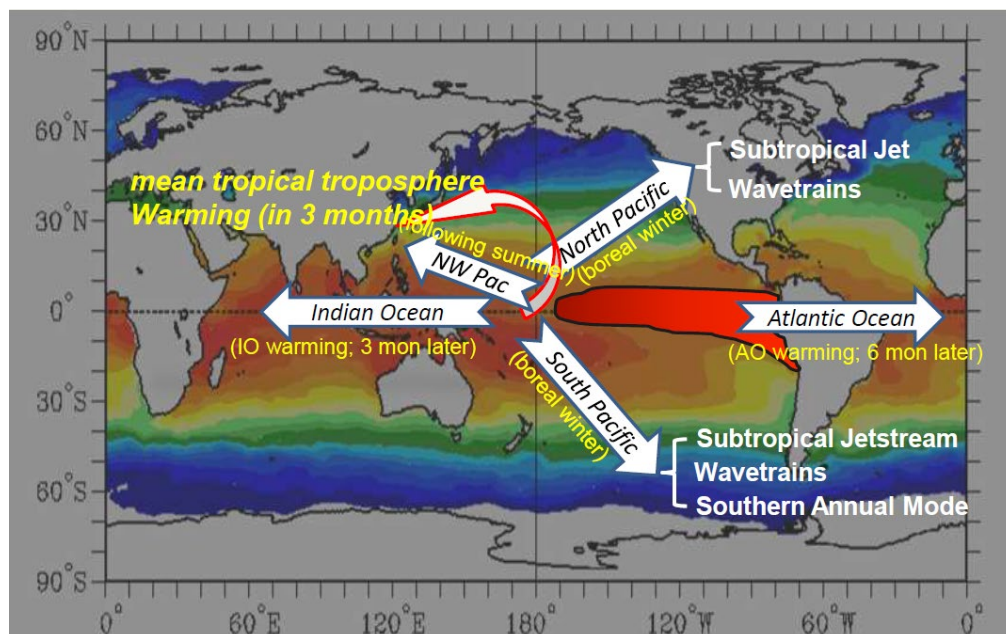 90°N
60°N
30°N
0°
30°S
60°S
90°S
0°
60°E
120°E
180°
120°W
60°W
0°
mean tropical troposphere
Warming (in 3 months)
(following summer)
NW Pac
North Pacific
(boreal winter)
Subtropical Jet
Wavetrains
Indian Ocean
(IO warming; 3 mon later)
Atlantic Ocean
(AO warming; 6 mon later)
South Pacific
(boreal winter)
Subtropical Jetstream
Wavetrains
Southern Annual Mode